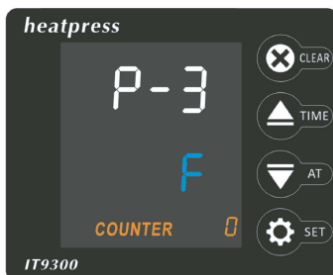 heatpress
CLEAR
P-3
TIME
F
AT
COUNTER 0
SET
IT9300